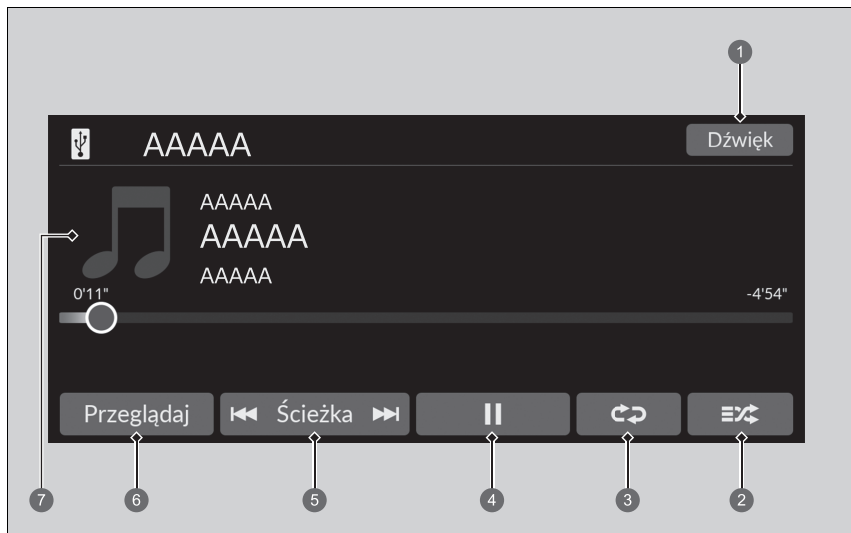 1
AAAAA
Dźwięk
AAAAA
AAAAA
AAAAA
7
0'11"
-4'54"
Przeglądaj
Ścieżka
6
5
4
3
2